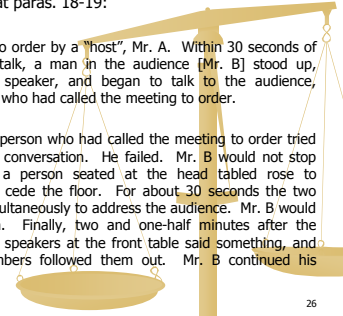 at paras. 18-19:
to order by a "host", Mr. A. Within 30 seconds of
talk, a man in the audience [Mr. B] stood up,
speaker, and began to talk to the audience,
who had called the meeting to order.
person who had called the meeting to order tried
conversation. He failed. Mr. B would not stop
a person seated at the head tabled rose to
cede the floor. For about 30 seconds the two
ultaneously to address the audience. Mr. B would
Finally, two and one-half minutes after the
speakers at the front table said something, and
mbers followed them out. Mr. B continued his
26